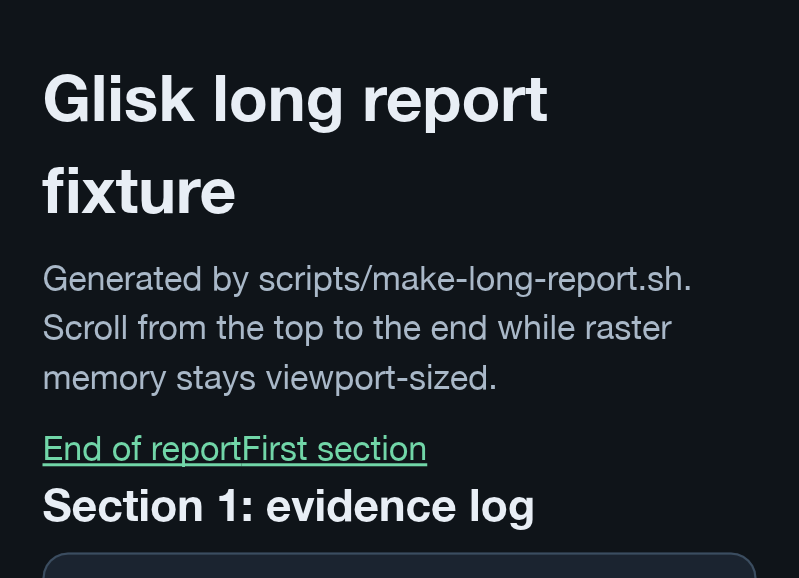 Glisk long report
fixture
Generated by scripts/make-long-report.sh.
Scroll from the top to the end while raster
memory stays viewport-sized.
End of reportFirst section
Section 1: evidence log